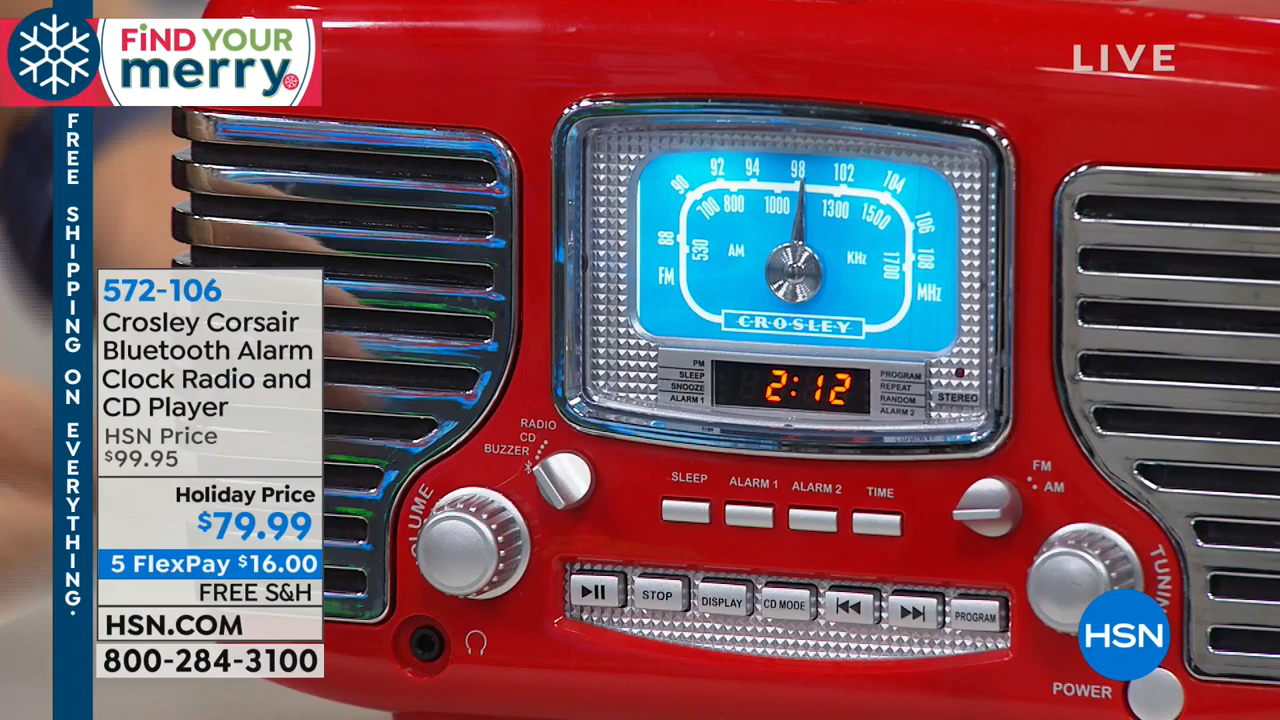 FiND YOUR
merry.
LIVE
FREE SHIPPING ON EVERYTHING.
572-106
Crosley Corsair
Bluetooth Alarm
Clock Radio and
CD Player
HSN Price
$99.95
Holiday Price
$79.99
5 FlexPay $16.00
FREE S&H
HSN.COM
800-284-3100
88 90 92 94 98 102 104 106 108
530 700 800 1000 1300 1500 1700
AM KHz
FM MHz
CROSLEY
PM
SLEEP
SNOOZE
ALARM 1
2:12
PROGRAM
REPEAT
RANDOM
ALARM 2
STEREO
RADIO
CD
BUZZER
VOLUME
SLEEP ALARM 1 ALARM 2 TIME
FM
AM
STOP DISPLAY CD MODE PROGRAM
TUNIN
HSN
POWER